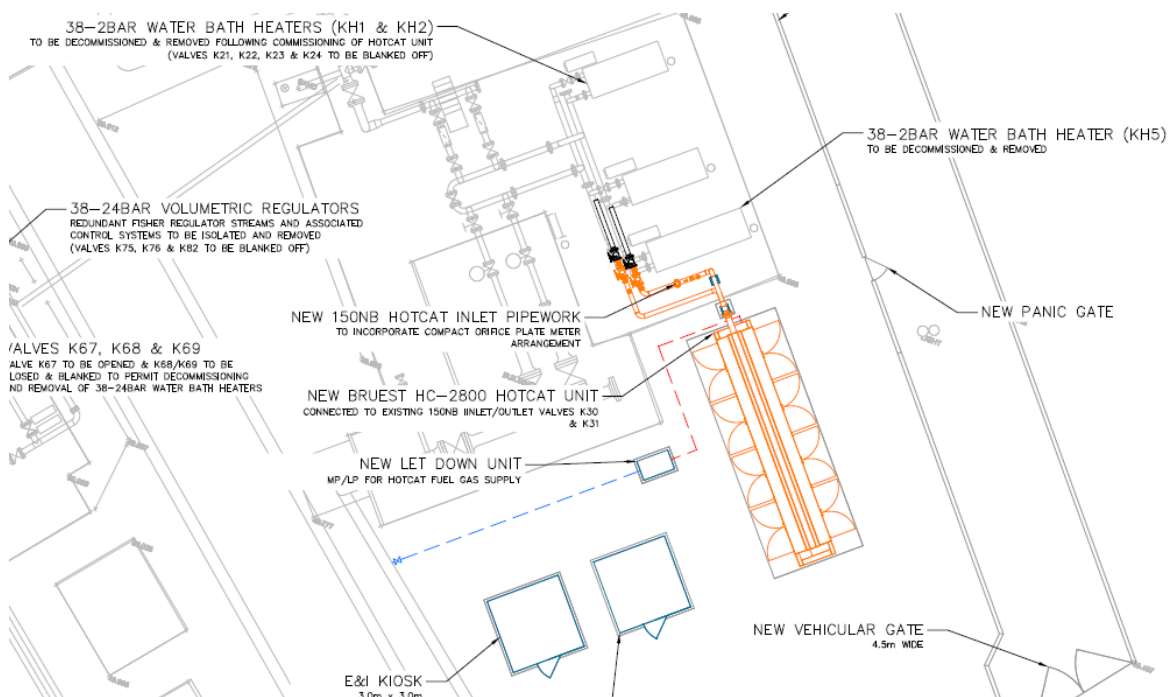 38-2BAR WATER BATH HEATERS (KH1 & KH2)
TO BE DECOMMISSIONED & REMOVED FOLLOWING COMMISSIONING OF HOTCAT UNIT
(VALVES K21, K22, K23 & K24 TO BE BLANKED OFF)
38-2BAR WATER BATH HEATER (KH5)
TO BE DECOMMISSIONED & REMOVED
38-24BAR VOLUMETRIC REGULATORS
REDUNDANT FISHER REGULATOR STREAMS AND ASSOCIATED
CONTROL SYSTEMS TO BE ISOLATED AND REMOVED
(VALVES K75, K76 & K82 TO BE BLANKED OFF)
NEW 150NB HOTCAT INLET PIPEWORK
TO INCORPORATE COMPACT ORIFICE PLATE METER
ARRANGEMENT
NEW PANIC GATE
LIGHT
VALVES K67, K68 & K69
ALVE K67 TO BE OPENED & K68/K69 TO BE
LOSED & BLANKED TO PERMIT DECOMMISSIONING
ND REMOVAL OF 38-24BAR WATER BATH HEATERS
NEW BRUEST HC-2800 HOTCAT UNIT
CONNECTED TO EXISTING 150NB IINLET/OUTLET VALVES K30
& K31
NEW LET DOWN UNIT
MP/LP FOR HOTCAT FUEL GAS SUPPLY
NEW VEHICULAR GATE
4.5m WIDE
E&I KIOSK
3.0m x 3.0m